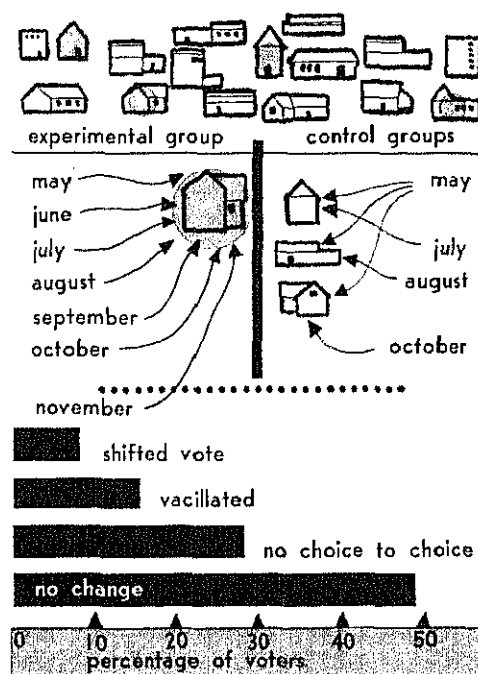 experimental group
control groups
may
june
july
august
september
october
november
may
july
august
october
shifted vote
vacillated
no choice to choice
no change
0 10 20 30 40 50
percentage of voters